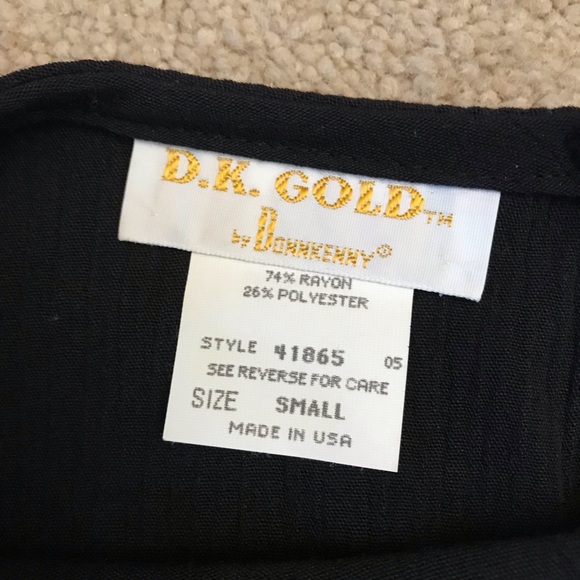 D.K. GOLD™
by DONNKENNY®
74% RAYON
26% POLYESTER
STYLE 41865 05
SEE REVERSE FOR CARE
SIZE SMALL
MADE IN USA